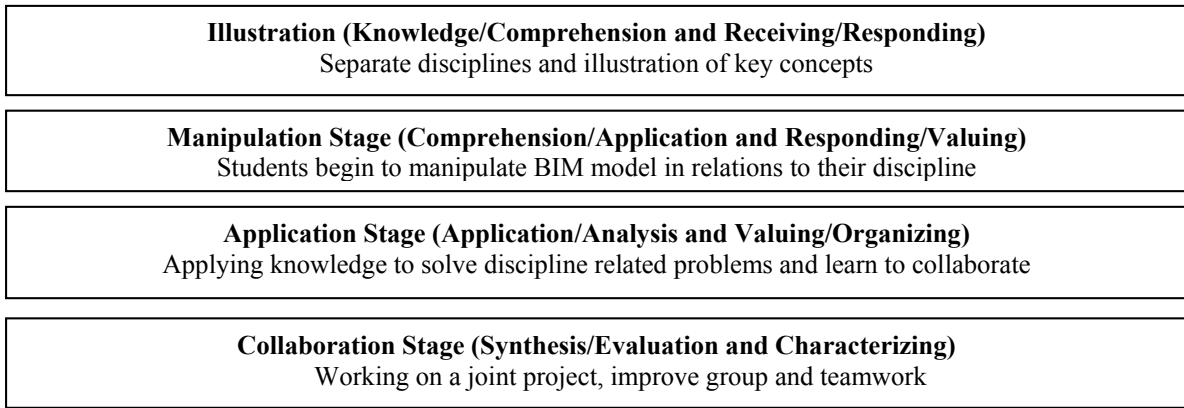 Illustration (Knowledge/Comprehension and Receiving/Responding)
Separate disciplines and illustration of key concepts
Manipulation Stage (Comprehension/Application and Responding/Valuing)
Students begin to manipulate BIM model in relations to their discipline
Application Stage (Application/Analysis and Valuing/Organizing)
Applying knowledge to solve discipline related problems and learn to collaborate
Collaboration Stage (Synthesis/Evaluation and Characterizing)
Working on a joint project, improve group and teamwork